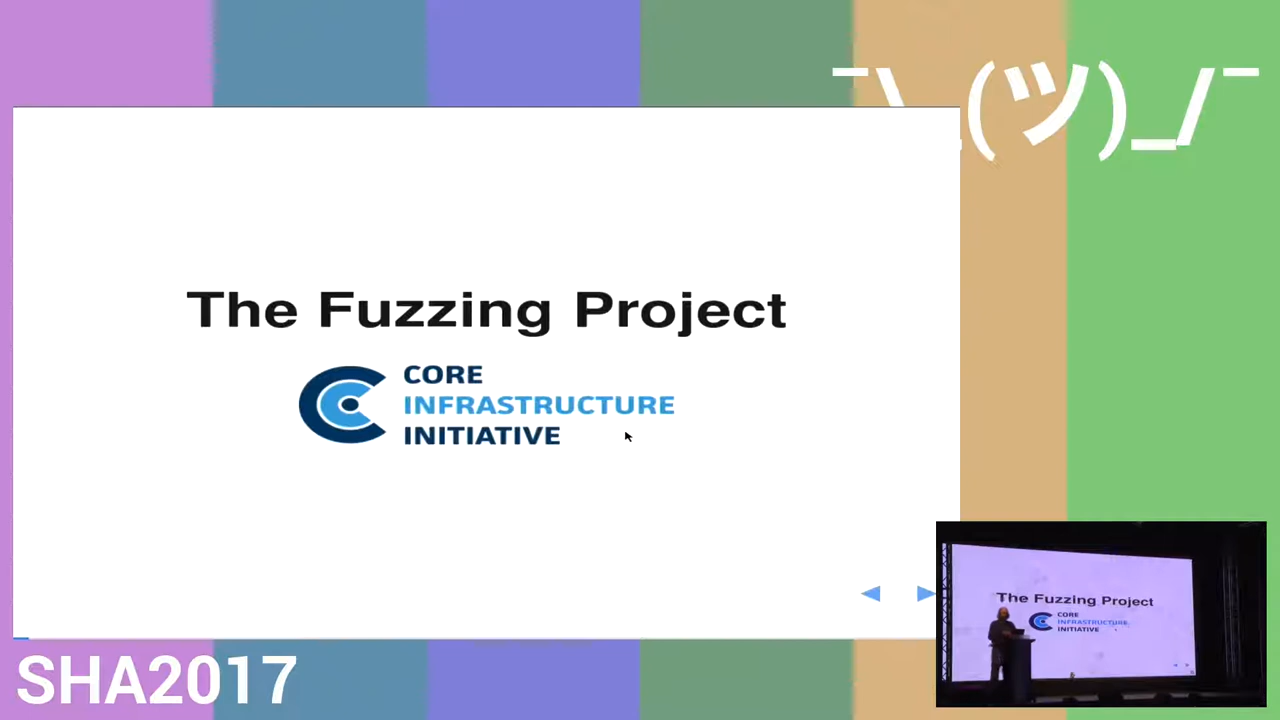 ¯\_(ツ)_/¯
The Fuzzing Project
CORE
INFRASTRUCTURE
INITIATIVE
The Fuzzing Project
CORE
INFRASTRUCTURE
INITIATIVE
SHA2017